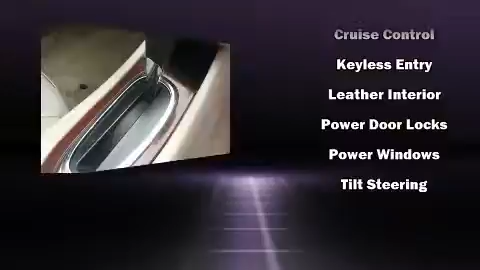 Cruise Control
Keyless Entry
Leather Interior
Power Door Locks
Power Windows
Tilt Steering